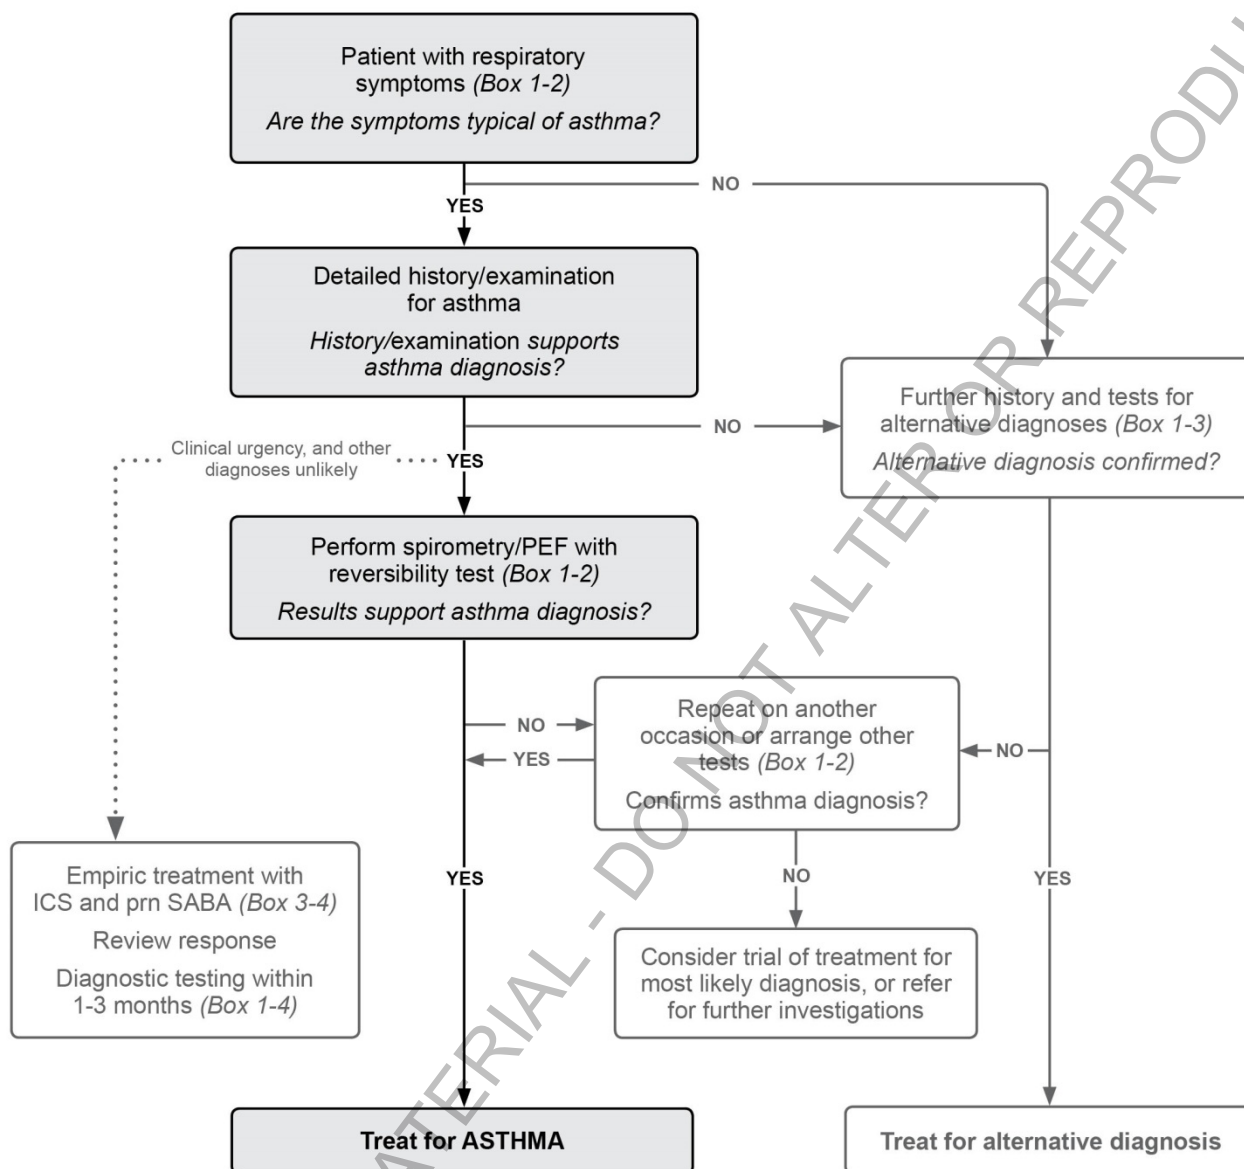 Patient with respiratory
symptoms (Box 1-2)
Are the symptoms typical of asthma?
NO
YES
Detailed history/examination
for asthma
History/examination supports
asthma diagnosis?
Further history and tests for
alternative diagnoses (Box 1-3)
Alternative diagnosis confirmed?
NO
Clinical urgency, and other
diagnoses unlikely
YES
Perform spirometry/PEF with
reversibility test (Box 1-2)
Results support asthma diagnosis?
Repeat on another
occasion or arrange other
tests (Box 1-2)
Confirms asthma diagnosis?
NO
YES
NO
Empiric treatment with
ICS and prn SABA (Box 3-4)
Review response
Diagnostic testing within
1-3 months (Box 1-4)
YES
NO
YES
Consider trial of treatment for
most likely diagnosis, or refer
for further investigations
Treat for ASTHMA
Treat for alternative diagnosis
ATERIAL - DO NOT ALTER OR REPRODU